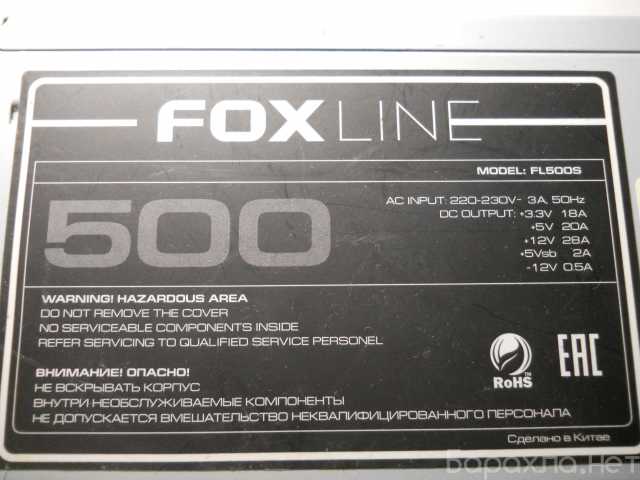 FOXLINE
MODEL: FL500S
500
AC INPUT: 220-230V~ 3A, 50Hz
DC OUTPUT: +3.3V 18A
+5V 20A
+12V 28A
+5Vsb 2A
-12V 0.5A
WARNING! HAZARDOUS AREA
DO NOT REMOVE THE COVER
NO SERVICEABLE COMPONENTS INSIDE
REFER SERVICING TO QUALIFIED SERVICE PERSONEL
RoHS
TM
EAC
ВНИМАНИЕ! ОПАСНО!
НЕ ВСКРЫВАТЬ КОРПУС
ВНУТРИ НЕОБСЛУЖИВАЕМЫЕ КОМПОНЕНТЫ
НЕ ДОПУСКАЕТСЯ ВМЕШАТЕЛЬСТВО НЕКВАЛИФИЦИРОВАННОГО ПЕРСОНАЛА
Сделано в Китае
Барахла.Нет